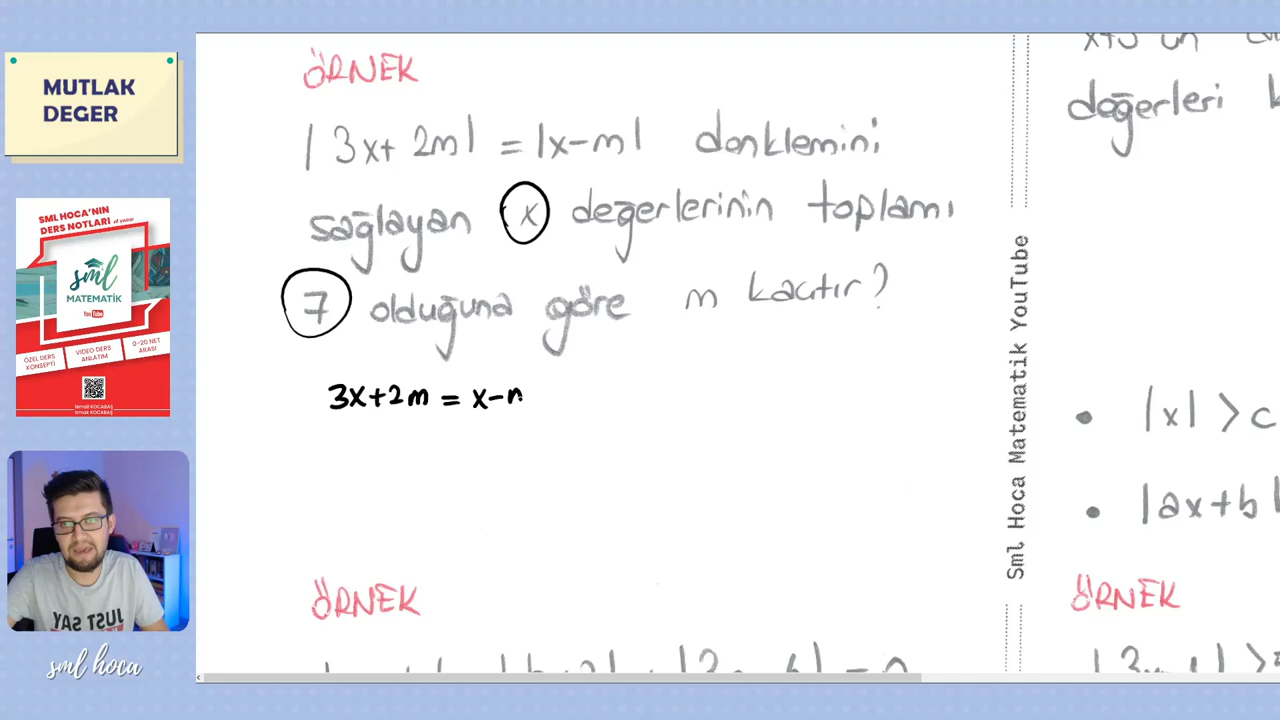 MUTLAK
DEGER
SML HOCA'NIN
DERS NOTLARI
sml
MATEMATİK
YouTube
ÖZEL DERS
KONSEPTİ
VIDEO DERS
ANLATIM
0-20 NET
ARASI
sml hoca
ÖRNEK
|3x+2m| = |x-m| denklemini
sağlayan x değerlerinin toplamı
7 olduğuna göre m kaçtır?
3x+2m = x-n
ÖRNEK
Sml Hoca Matematik YouTube
değerleri
• |x| > c
• |ax+b|
ÖRNEK